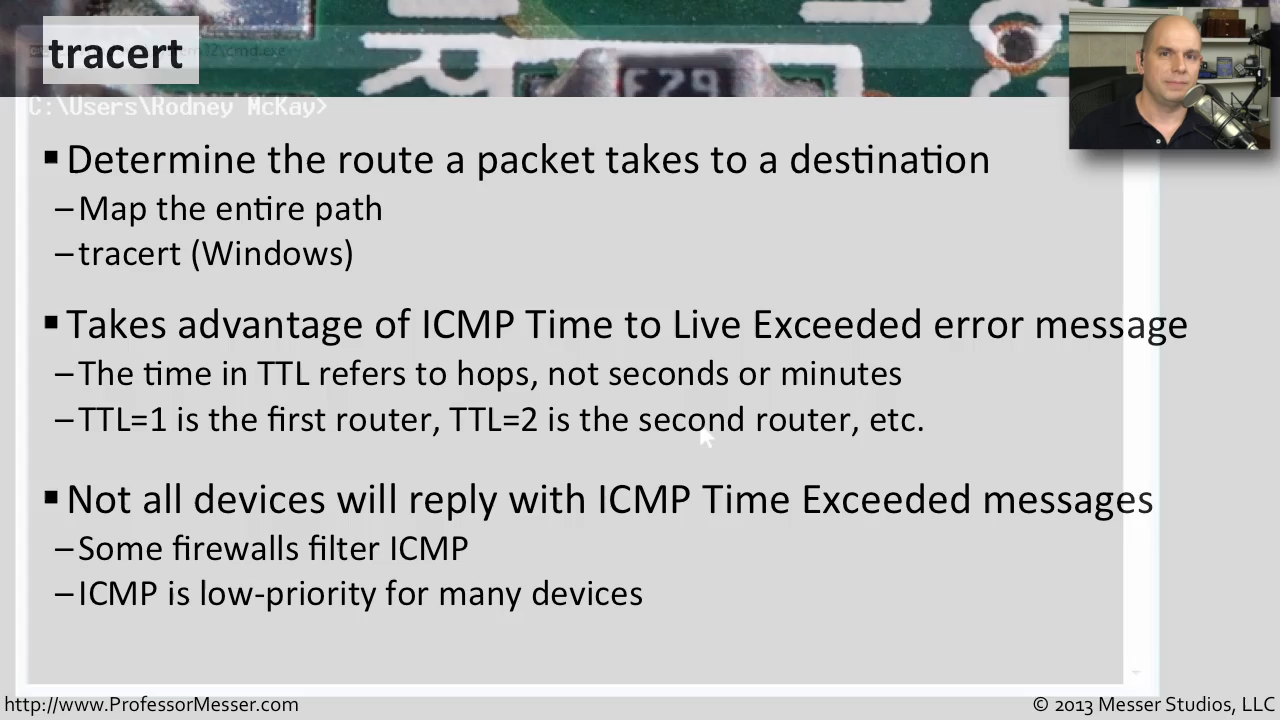 tracert
C:\Users\Rodney McKay>
▪ Determine the route a packet takes to a destination
– Map the entire path
– tracert (Windows)
▪ Takes advantage of ICMP Time to Live Exceeded error message
– The time in TTL refers to hops, not seconds or minutes
– TTL=1 is the first router, TTL=2 is the second router, etc.
▪ Not all devices will reply with ICMP Time Exceeded messages
– Some firewalls filter ICMP
– ICMP is low-priority for many devices
http://www.ProfessorMesser.com
© 2013 Messer Studios, LLC